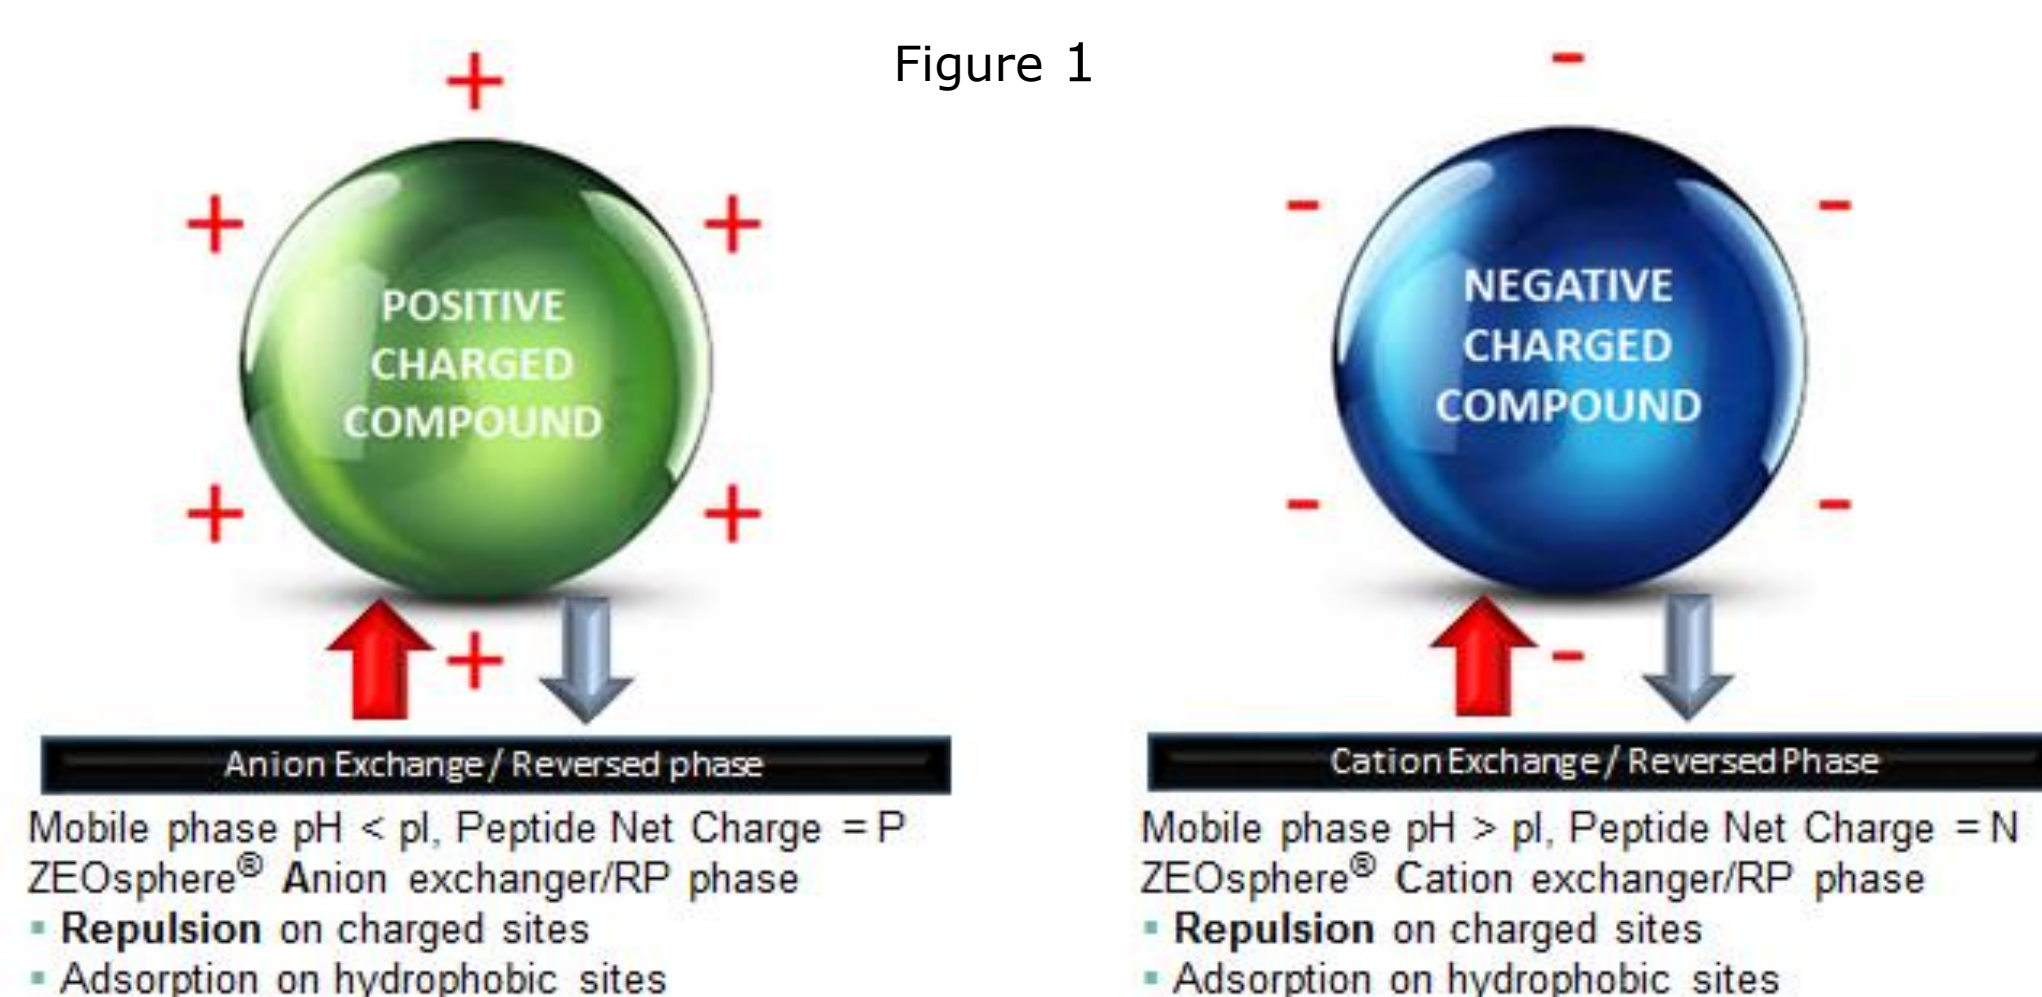 Figure 1
+
+ +
POSITIVE
CHARGED
COMPOUND
+ +
+
Anion Exchange / Reversed phase
Mobile phase pH < pI, Peptide Net Charge = P
ZEOsphere® Anion exchanger/RP phase
▪ Repulsion on charged sites
▪ Adsorption on hydrophobic sites
-
- -
NEGATIVE
CHARGED
COMPOUND
- -
-
Cation Exchange / Reversed Phase
Mobile phase pH > pI, Peptide Net Charge = N
ZEOsphere® Cation exchanger/RP phase
▪ Repulsion on charged sites
▪ Adsorption on hydrophobic sites